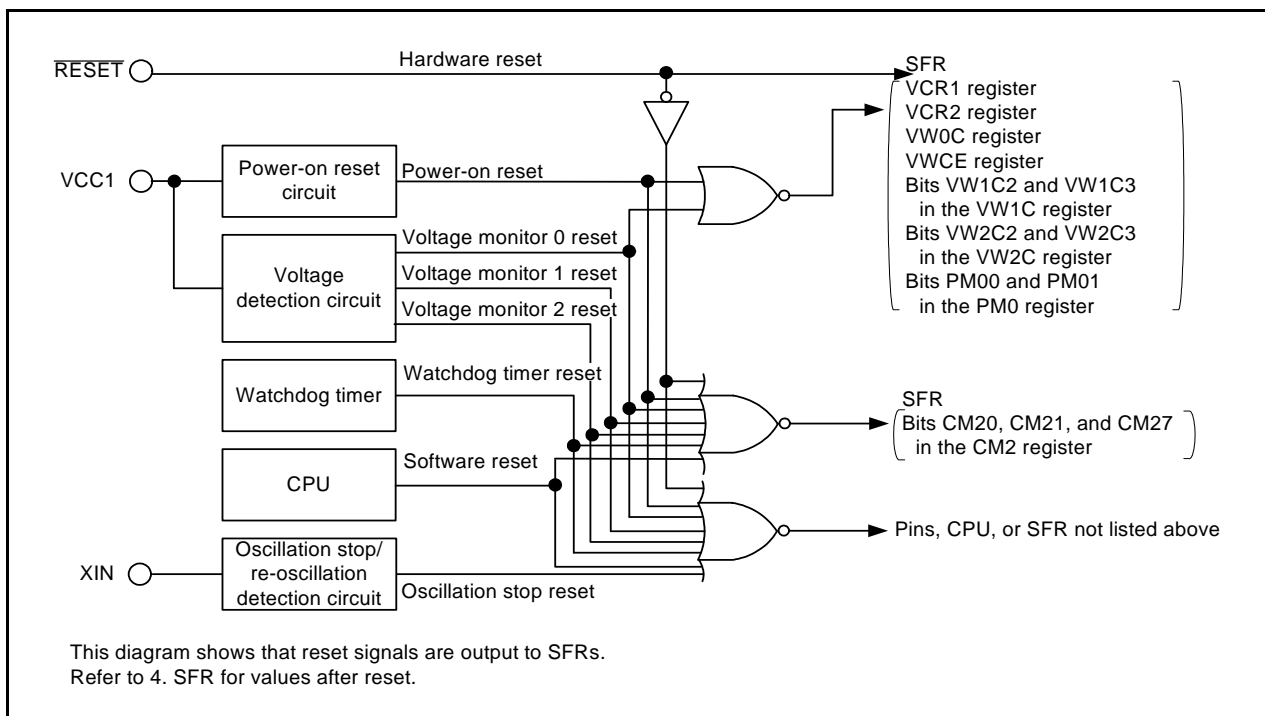 Hardware reset
RESET
SFR
VCR1 register
VCR2 register
VW0C register
VWCE register
Bits VW1C2 and VW1C3
in the VW1C register
Bits VW2C2 and VW2C3
in the VW2C register
Bits PM00 and PM01
in the PM0 register
VCC1
Power-on reset
circuit
Power-on reset
Voltage
detection circuit
Voltage monitor 0 reset
Voltage monitor 1 reset
Voltage monitor 2 reset
Watchdog timer
Watchdog timer reset
SFR
Bits CM20, CM21, and CM27
in the CM2 register
CPU
Software reset
Pins, CPU, or SFR not listed above
XIN
Oscillation stop/
re-oscillation
detection circuit
Oscillation stop reset
This diagram shows that reset signals are output to SFRs.
Refer to 4. SFR for values after reset.